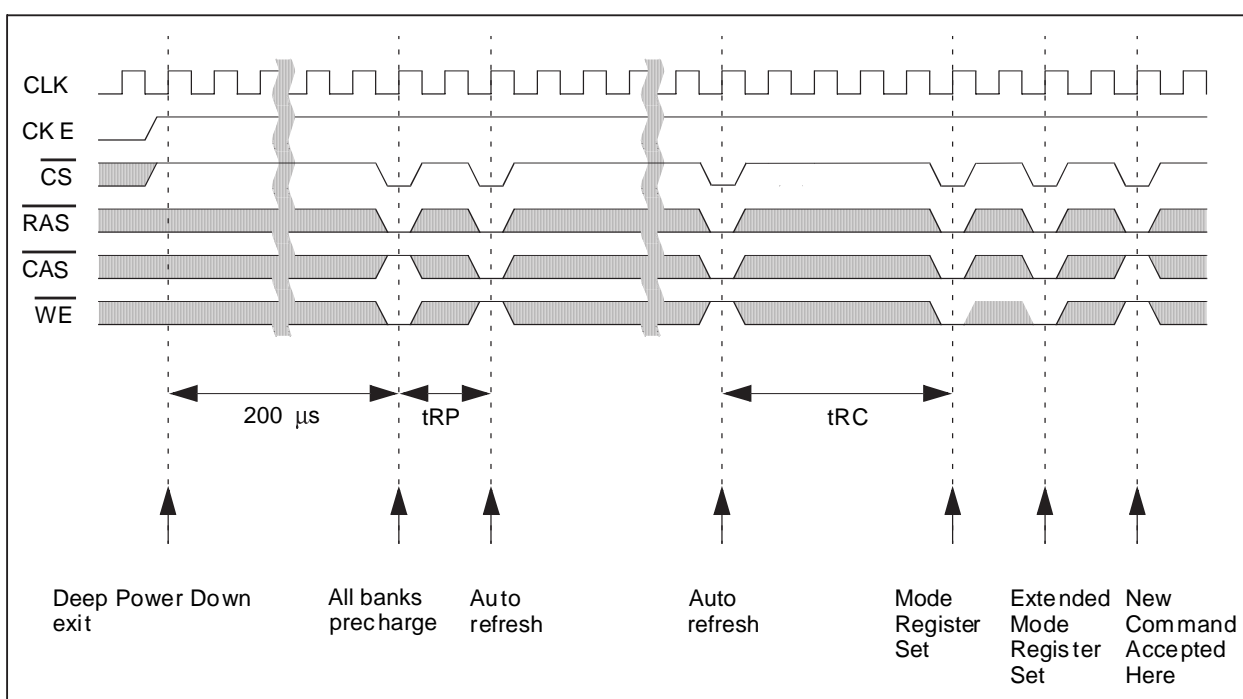 CLK
CKE
CS
RAS
CAS
WE
200 µs
tRP
tRC
Deep Power Down
exit
All banks
precharge
Auto
refresh
Auto
refresh
Mode
Register
Set
Extended
Mode
Register
Set
New
Command
Accepted
Here